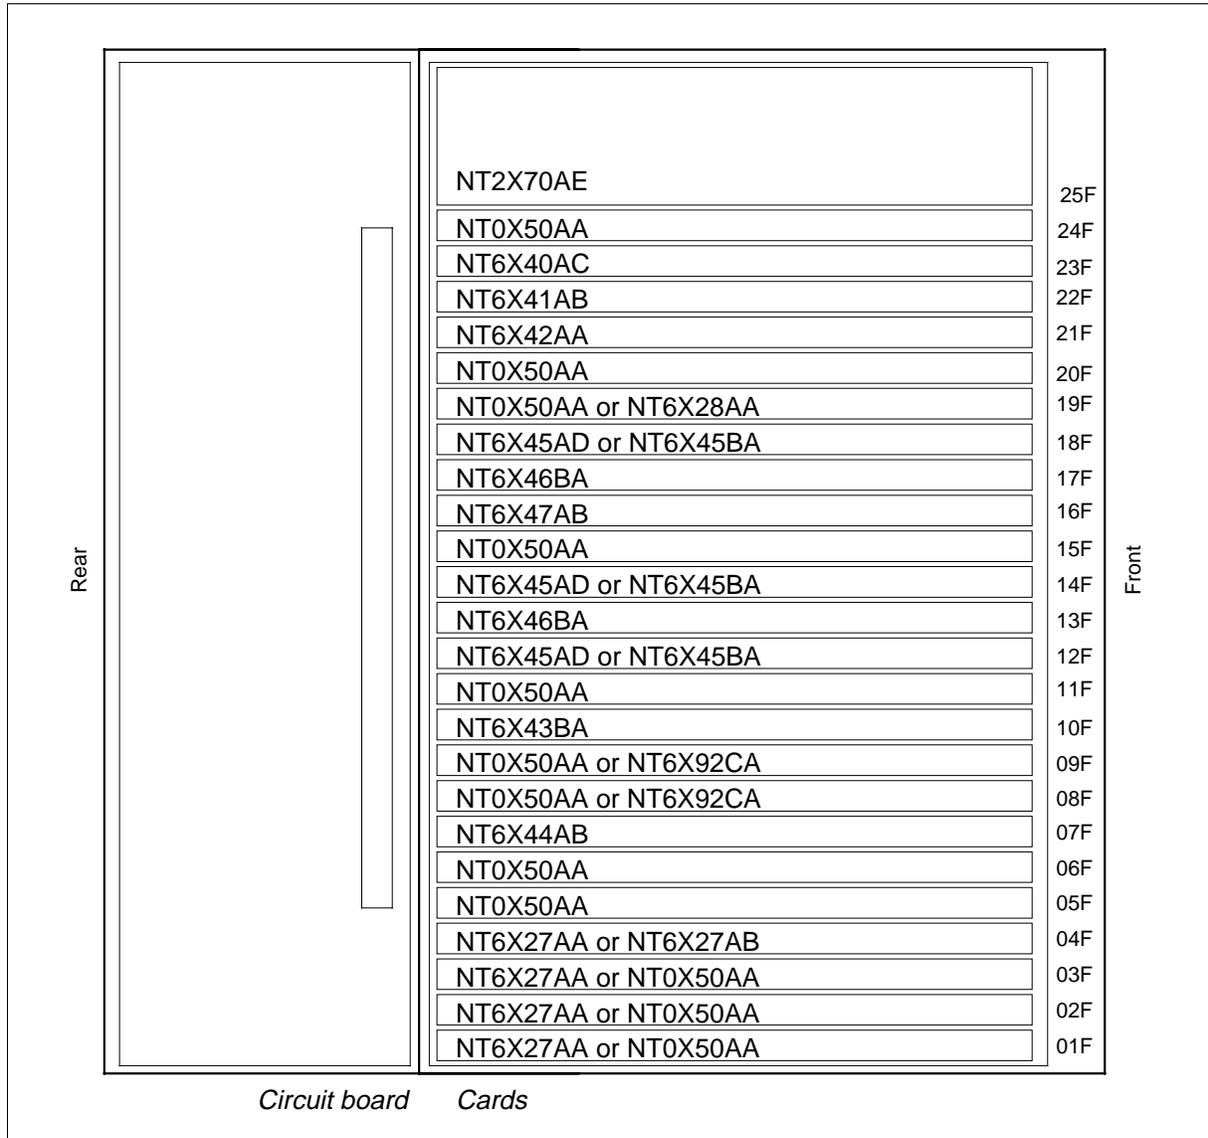 NT2X70AE 25F
NT0X50AA 24F
NT6X40AC 23F
NT6X41AB 22F
NT6X42AA 21F
NT0X50AA 20F
NT0X50AA or NT6X28AA 19F
NT6X45AD or NT6X45BA 18F
NT6X46BA 17F
NT6X47AB 16F
Rear
NT0X50AA 15F
Front
NT6X45AD or NT6X45BA 14F
NT6X46BA 13F
NT6X45AD or NT6X45BA 12F
NT0X50AA 11F
NT6X43BA 10F
NT0X50AA or NT6X92CA 09F
NT0X50AA or NT6X92CA 08F
NT6X44AB 07F
NT0X50AA 06F
NT0X50AA 05F
NT6X27AA or NT6X27AB 04F
NT6X27AA or NT0X50AA 03F
NT6X27AA or NT0X50AA 02F
NT6X27AA or NT0X50AA 01F
Circuit board Cards